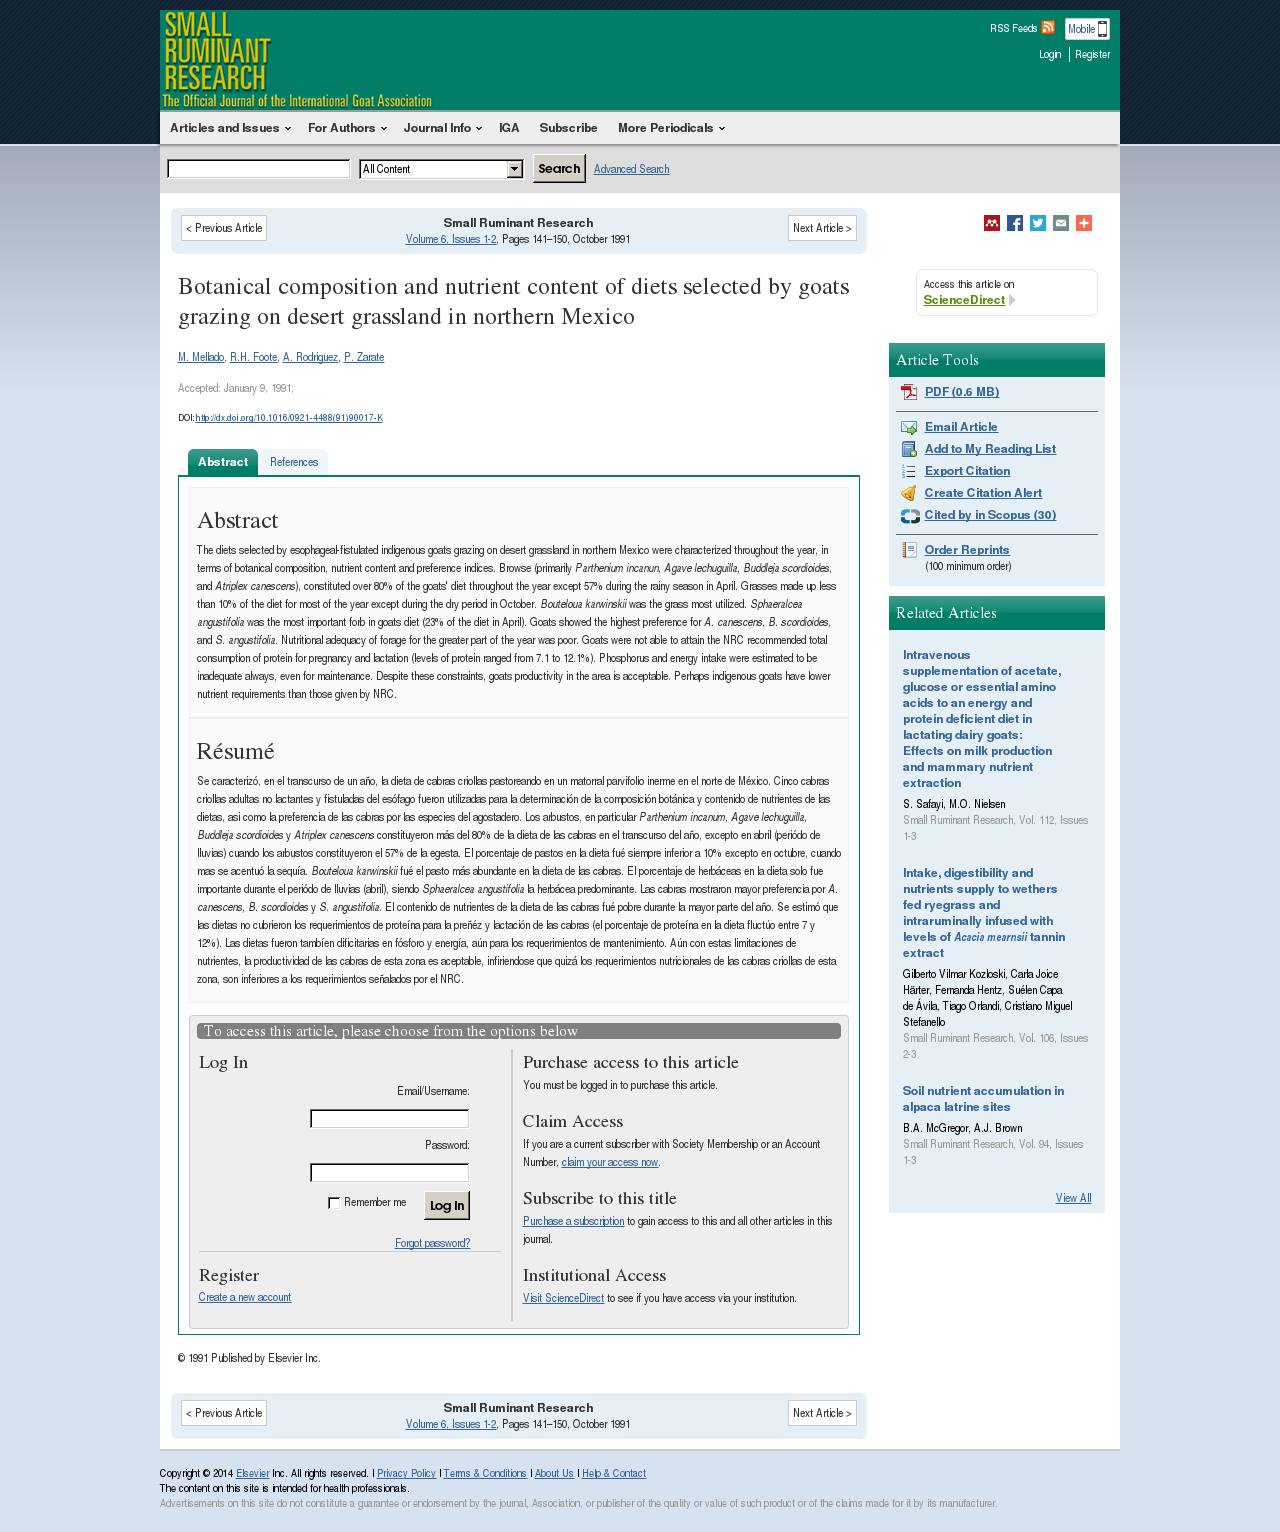 SMALL
RUMINANT
RESEARCH
The Official Journal of the International Goat Association
RSS Feeds
Mobile
Login
Register
Articles and Issues
For Authors
Journal Info
IGA
Subscribe
More Periodicals
All Content
Search
Advanced Search
< Previous Article
Small Ruminant Research
Volume 6, Issues 1-2, Pages 141–150, October 1991
Next Article >
Botanical composition and nutrient content of diets selected by goats
grazing on desert grassland in northern Mexico
M. Mellado, R.H. Foote, A. Rodriguez, P. Zarate
Accepted: January 9, 1991;
DOI: http://dx.doi.org/10.1016/0921-4488(91)90017-K
Abstract
References
Abstract
The diets selected by esophageal-fistulated indigenous goats grazing on desert grassland in northern Mexico were characterized throughout the year, in
terms of botanical composition, nutrient content and preference indices. Browse (primarily Parthenium incanun, Agave lechuguilla, Buddleja scordioides,
and Atriplex canescens), constituted over 80% of the goats' diet throughout the year except 57% during the rainy season in April. Grasses made up less
than 10% of the diet for most of the year except during the dry period in October. Bouteloua karwinskii was the grass most utilized. Sphaeralcea
angustifolia was the most important forb in goats diet (23% of the diet in April). Goats showed the highest preference for A. canescens, B. scordioides,
and S. angustifolia. Nutritional adequacy of forage for the greater part of the year was poor. Goats were not able to attain the NRC recommended total
consumption of protein for pregnancy and lactation (levels of protein ranged from 7.1 to 12.1%). Phosphorus and energy intake were estimated to be
inadequate always, even for maintenance. Despite these constraints, goats productivity in the area is acceptable. Perhaps indigenous goats have lower
nutrient requirements than those given by NRC.
Résumé
Se caracterizó, en el transcurso de un año, la dieta de cabras criollas pastoreando en un matorral parvifolio inerme en el norte de México. Cinco cabras
criollas adultas no lactantes y fistuladas del esófago fueron utilizadas para la determinación de la composición botánica y contenido de nutrientes de las
dietas, asi como la preferencia de las cabras por las especies del agostadero. Los arbustos, en particular Parthenium incanum, Agave lechuguilla,
Buddleja scordioides y Atriplex canescens constituyeron más del 80% de la dieta de las cabras en el transcurso del año, excepto en abril (periódo de
lluvias) cuando los arbustos constituyeron el 57% de la egesta. El porcentaje de pastos en la dieta fué siempre inferior a 10% excepto en octubre, cuando
mas se acentuó la sequía. Bouteloua karwinskii fué el pasto más abundante en la dieta de las cabras. El porcentaje de herbáceas en la dieta solo fue
importante durante el periódo de lluvias (abril), siendo Sphaeralcea angustifolia la herbácea predominante. Las cabras mostraron mayor preferencia por A.
canescens, B. scordioides y S. angustifolia. El contenido de nutrientes de la dieta de las cabras fué pobre durante la mayor parte del año. Se estimó que
las dietas no cubrieron los requerimientos de proteína para la preñéz y lactación de las cabras (el porcentaje de proteína en la dieta fluctúo entre 7 y
12%). Las dietas fueron tambíen dificitarias en fósforo y energía, aún para los requerimientos de mantenimiento. Aún con estas limitaciones de
nutrientes, la productividad de las cabras de esta zona es aceptable, infiriendose que quizá los requerimientos nutricionales de las cabras criollas de esta
zona, son inferiores a los requerimientos señalados por el NRC.
To access this article, please choose from the options below
Log In
Email/Username:
Password:
Remember me
Log In
Forgot password?
Register
Create a new account
Purchase access to this article
You must be logged in to purchase this article.
Claim Access
If you are a current subscriber with Society Membership or an Account
Number, claim your access now.
Subscribe to this title
Purchase a subscription to gain access to this and all other articles in this
journal.
Institutional Access
Visit ScienceDirect to see if you have access via your institution.
© 1991 Published by Elsevier Inc.
< Previous Article
Small Ruminant Research
Volume 6, Issues 1-2, Pages 141–150, October 1991
Next Article >
Access this article on
ScienceDirect
Article Tools
PDF (0.6 MB)
Email Article
Add to My Reading List
Export Citation
Create Citation Alert
Cited by in Scopus (30)
Order Reprints
(100 minimum order)
Related Articles
Intravenous
supplementation of acetate,
glucose or essential amino
acids to an energy and
protein deficient diet in
lactating dairy goats:
Effects on milk production
and mammary nutrient
extraction
S. Safayi, M.O. Nielsen
Small Ruminant Research, Vol. 112, Issues
1-3
Intake, digestibility and
nutrients supply to wethers
fed ryegrass and
intraruminally infused with
levels of Acacia mearnsii tannin
extract
Gilberto Vilmar Kozloski, Carla Joice
Härter, Fernanda Hentz, Suélen Capa
de Ávila, Tiago Orlandi, Cristiano Miguel
Stefanello
Small Ruminant Research, Vol. 106, Issues
2-3
Soil nutrient accumulation in
alpaca latrine sites
B.A. McGregor, A.J. Brown
Small Ruminant Research, Vol. 94, Issues
1-3
View All
Copyright © 2014 Elsevier Inc. All rights reserved. | Privacy Policy | Terms & Conditions | About Us | Help & Contact
The content on this site is intended for health professionals.
Advertisements on this site do not constitute a guarantee or endorsement by the journal, Association, or publisher of the quality or value of such product or of the claims made for it by its manufacturer.